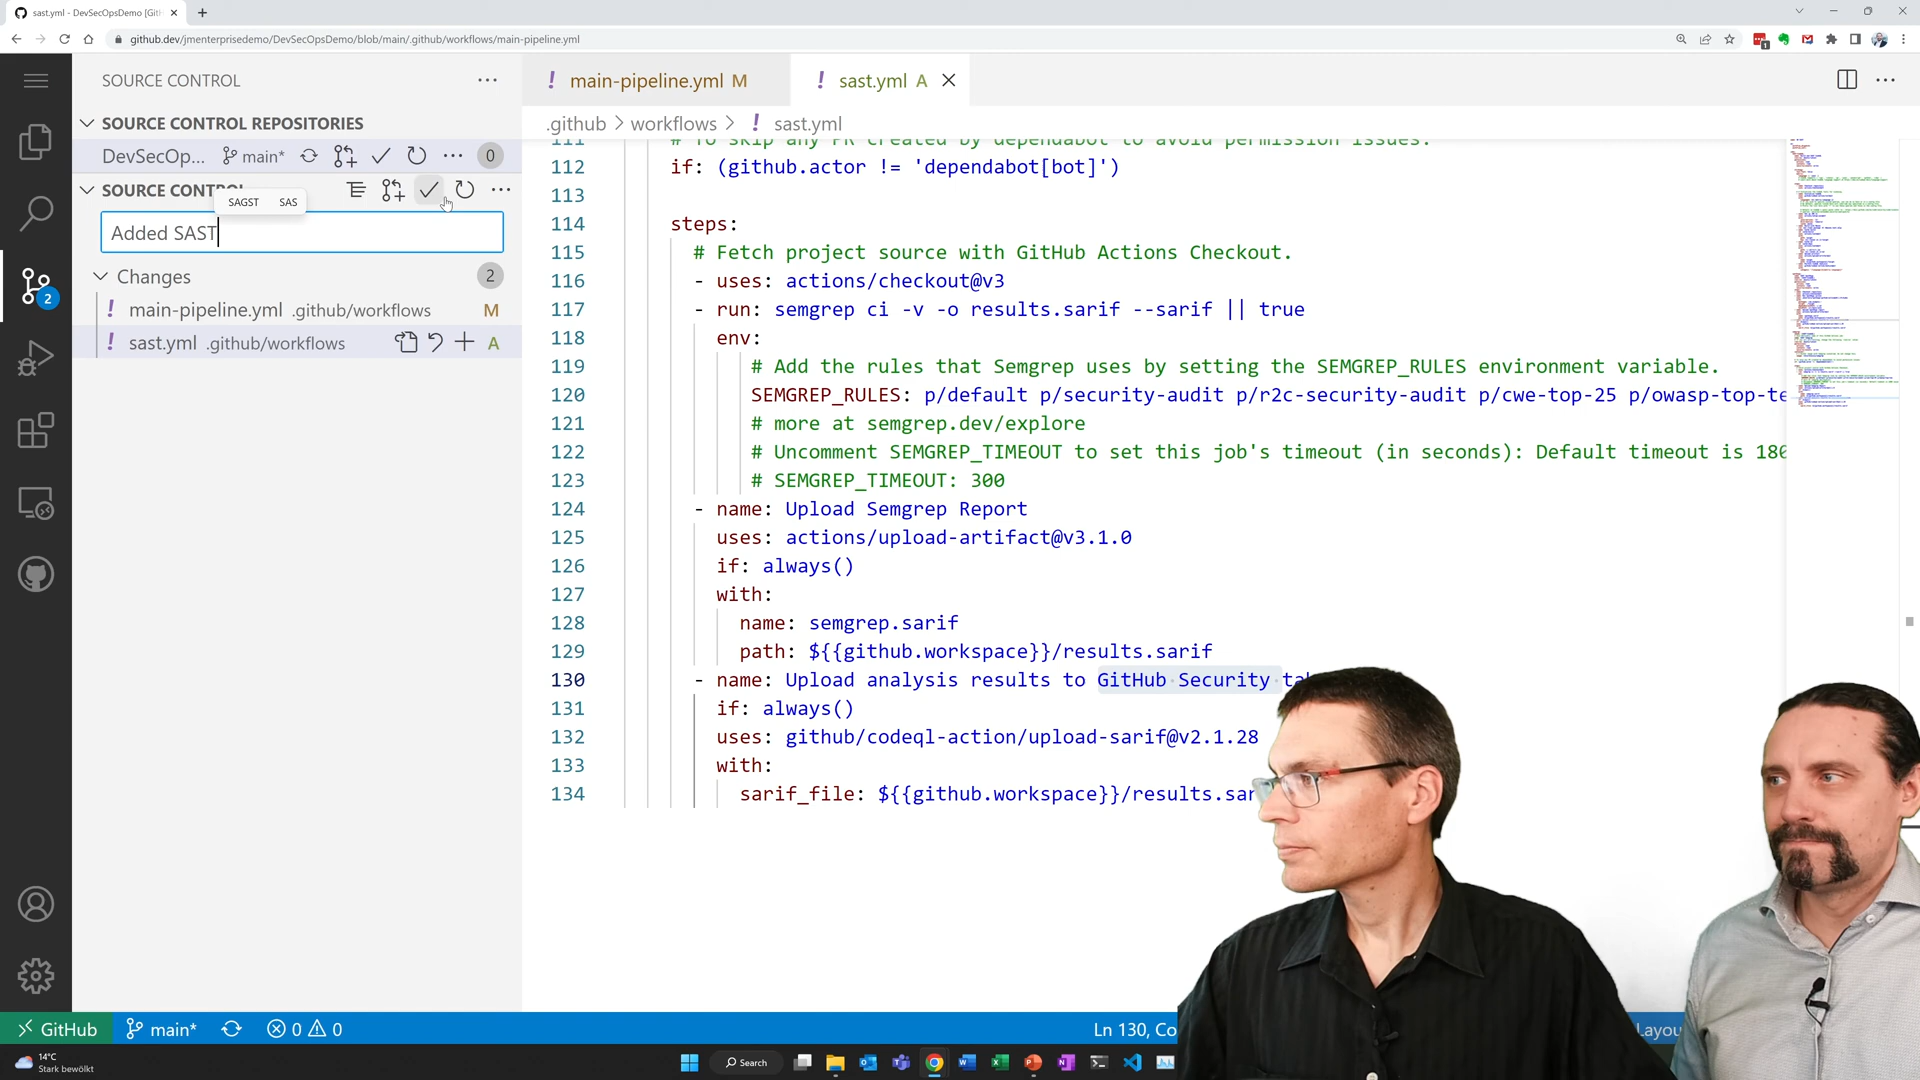 sast.yml - DevSecOpsDemo [GitH
github.dev/jmenterprisedemo/DevSecOpsDemo/blob/main/.github/workflows/main-pipeline.yml
1
SOURCE CONTROL
SOURCE CONTROL REPOSITORIES
DevSecOp... main* 0
SOURCE CONTROL
SAGST SAS
Added SAST
Changes 2
main-pipeline.yml .github/workflows M
sast.yml .github/workflows A
2
main-pipeline.yml M
sast.yml A
.github > workflows > ! sast.yml
111 # To skip any PR created by dependabot to avoid permission issues.
112 if: (github.actor != 'dependabot[bot]')
113
114 steps:
115 # Fetch project source with GitHub Actions Checkout.
116 - uses: actions/checkout@v3
117 - run: semgrep ci -v -o results.sarif --sarif || true
118 env:
119 # Add the rules that Semgrep uses by setting the SEMGREP_RULES environment variable.
120 SEMGREP_RULES: p/default p/security-audit p/r2c-security-audit p/cwe-top-25 p/owasp-top-te
121 # more at semgrep.dev/explore
122 # Uncomment SEMGREP_TIMEOUT to set this job's timeout (in seconds): Default timeout is 180
123 # SEMGREP_TIMEOUT: 300
124 - name: Upload Semgrep Report
125 uses: actions/upload-artifact@v3.1.0
126 if: always()
127 with:
128 name: semgrep.sarif
129 path: ${{github.workspace}}/results.sarif
130 - name: Upload analysis results to GitHub Security ta
131 if: always()
132 uses: github/codeql-action/upload-sarif@v2.1.28
133 with:
134 sarif_file: ${{github.workspace}}/results.sar
GitHub main* 0 0
Ln 130, Co
Layou
14°C
Stark bewölkt
Search